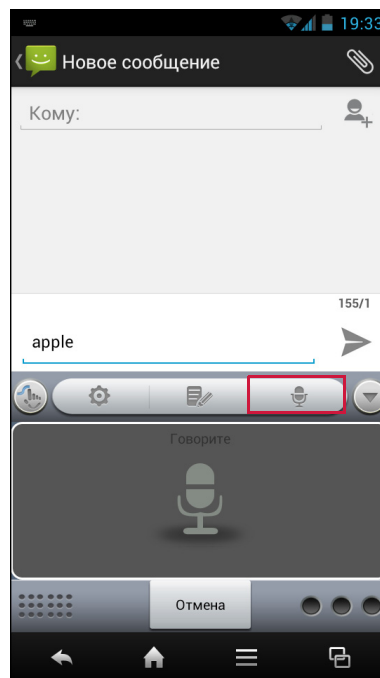 19:33
Новое сообщение
Кому:
155/1
apple
Говорите
Отмена